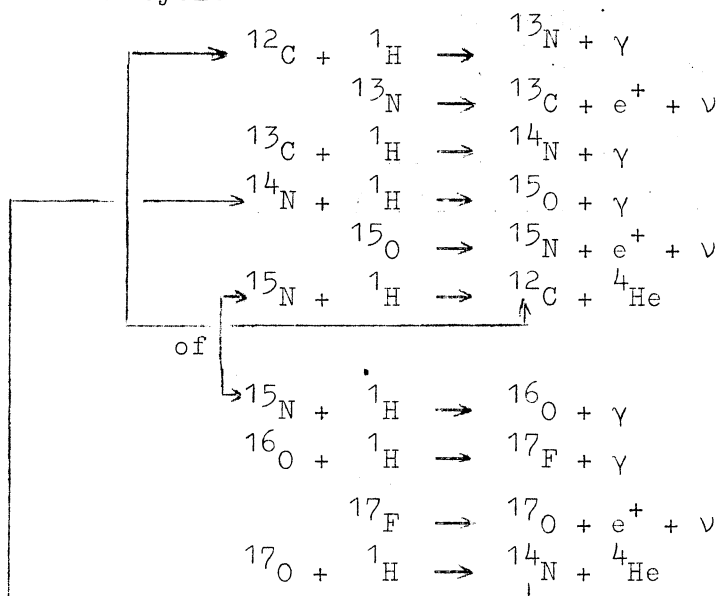 ¹²C + ¹H → ¹³N + γ
¹³N → ¹³C + e⁺ + ν
¹³C + ¹H → ¹⁴N + γ
¹⁴N + ¹H → ¹⁵O + γ
¹⁵O → ¹⁵N + e⁺ + ν
¹⁵N + ¹H → ¹²C + ⁴He
of
¹⁵N + ¹H → ¹⁶O + γ
¹⁶O + ¹H → ¹⁷F + γ
¹⁷F → ¹⁷O + e⁺ + ν
¹⁷O + ¹H → ¹⁴N + ⁴He